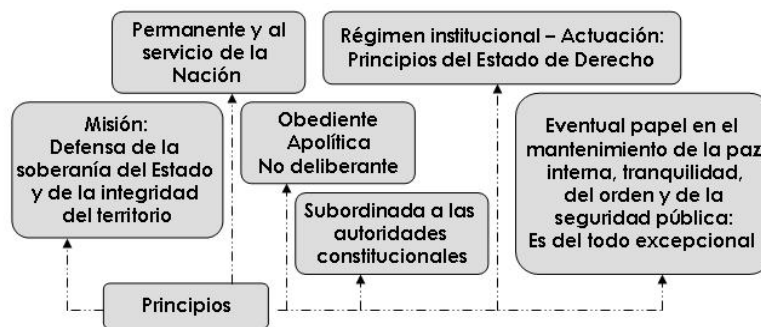 Permanente y al
servicio de la
Nación
Régimen institucional – Actuación:
Principios del Estado de Derecho
Misión:
Defensa de la
soberanía del Estado
y de la integridad
del territorio
Obediente
Apolítica
No deliberante
Subordinada a las
autoridades
constitucionales
Eventual papel en el
mantenimiento de la paz
interna, tranquilidad,
del orden y de la
seguridad pública:
Es del todo excepcional
Principios